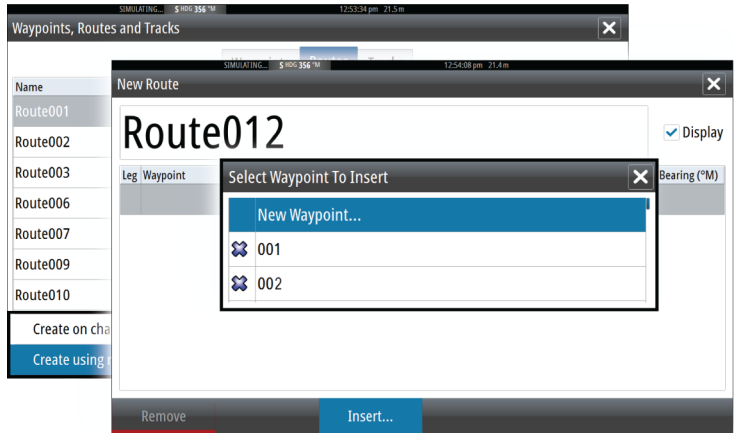 SIMULATING... S HDG 356 °M 12:53:34 pm 21.5 m
Waypoints, Routes and Tracks
Name
Route001
Route002
Route003
Route006
Route007
Route009
Route010
Create on cha
Create using
SIMULATING... S HDG 356 °M 12:54:08 pm 21.4 m
New Route
Route012
Display
Leg Waypoint Bearing (°M)
Select Waypoint To Insert
New Waypoint...
001
002
Remove Insert...